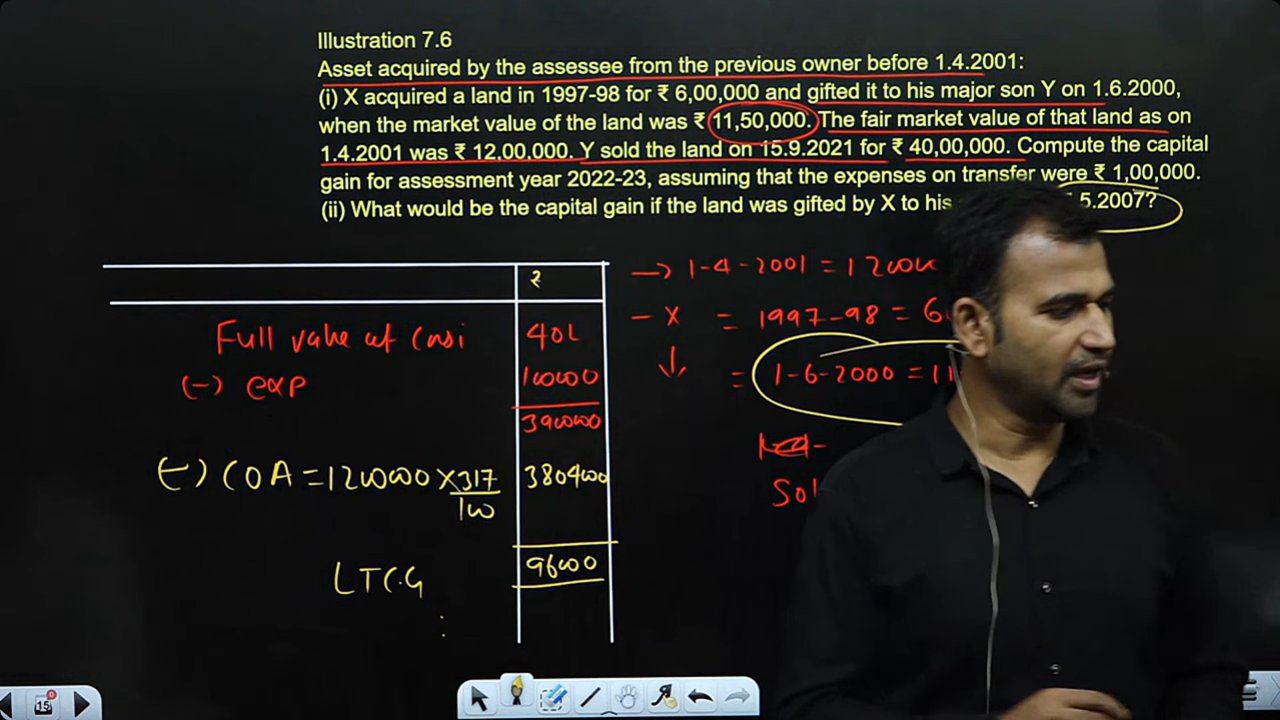 Illustration 7.6
Asset acquired by the assessee from the previous owner before 1.4.2001:
(i) X acquired a land in 1997-98 for ₹ 6,00,000 and gifted it to his major son Y on 1.6.2000,
when the market value of the land was ₹ 11,50,000. The fair market value of that land as on
1.4.2001 was ₹ 12,00,000. Y sold the land on 15.9.2021 for ₹ 40,00,000. Compute the capital
gain for assessment year 2022-23, assuming that the expenses on transfer were ₹ 1,00,000.
(ii) What would be the capital gain if the land was gifted by X to his 5.2007?
₹
Full value of Consi 40L
(-) exp 100000
3900000
(-) COA = 1200000 × 317/100 3804000
LTCG 96000
→ 1-4-2001 = 12000
- X = 1997-98 = 6
↓ = 1-6-2000 = 11
Sol
15
0